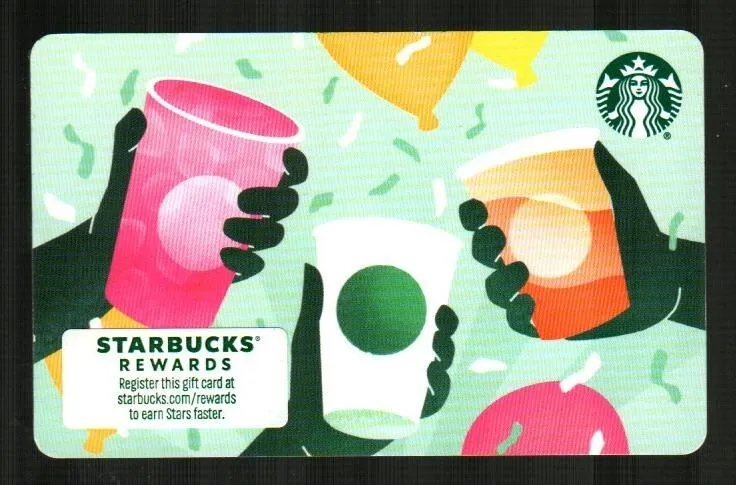 STARBUCKS®
REWARDS
Register this gift card at
starbucks.com/rewards
to earn Stars faster.
®